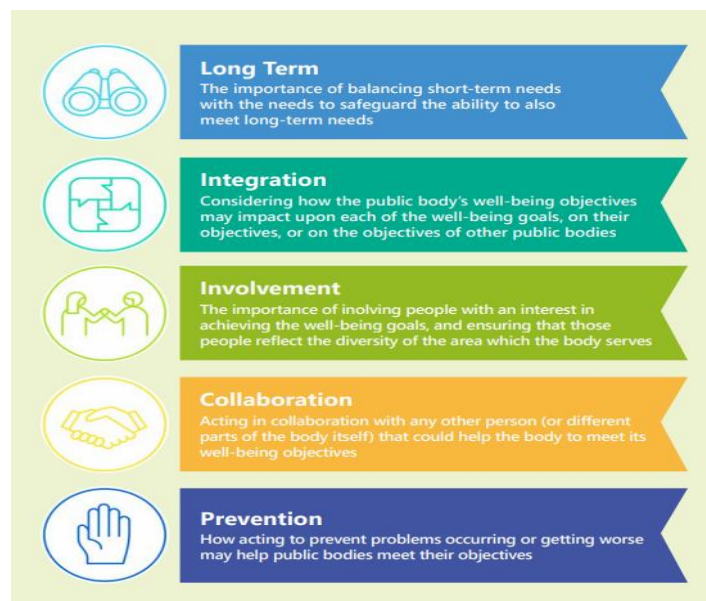 Long Term
The importance of balancing short-term needs
with the needs to safeguard the ability to also
meet long-term needs
Integration
Considering how the public body's well-being objectives
may impact upon each of the well-being goals, on their
objectives, or on the objectives of other public bodies
Involvement
The importance of inolving people with an interest in
achieving the well-being goals, and ensuring that those
people reflect the diversity of the area which the body serves
Collaboration
Acting in collaboration with any other person (or different
parts of the body itself) that could help the body to meet its
well-being objectives
Prevention
How acting to prevent problems occurring or getting worse
may help public bodies meet their objectives